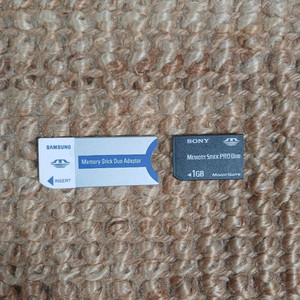 SAMSUNG
Memory Stick Duo Adaptor
INSERT
SONY
MEMORY STICK PRO DUO
1GB
MAGICGATE